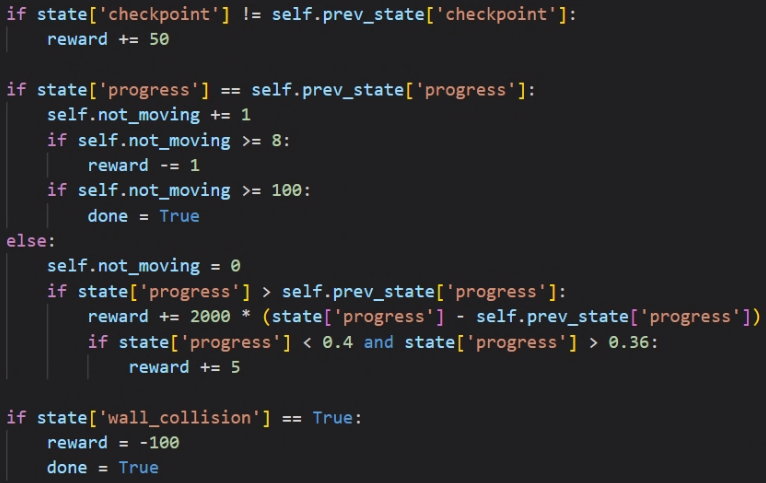 if state['checkpoint'] != self.prev_state['checkpoint']:
    reward += 50

if state['progress'] == self.prev_state['progress']:
    self.not_moving += 1
    if self.not_moving >= 8:
        reward -= 1
    if self.not_moving >= 100:
        done = True
else:
    self.not_moving = 0
    if state['progress'] > self.prev_state['progress']:
        reward += 2000 * (state['progress'] - self.prev_state['progress'])
        if state['progress'] < 0.4 and state['progress'] > 0.36:
            reward += 5

if state['wall_collision'] == True:
    reward = -100
    done = True